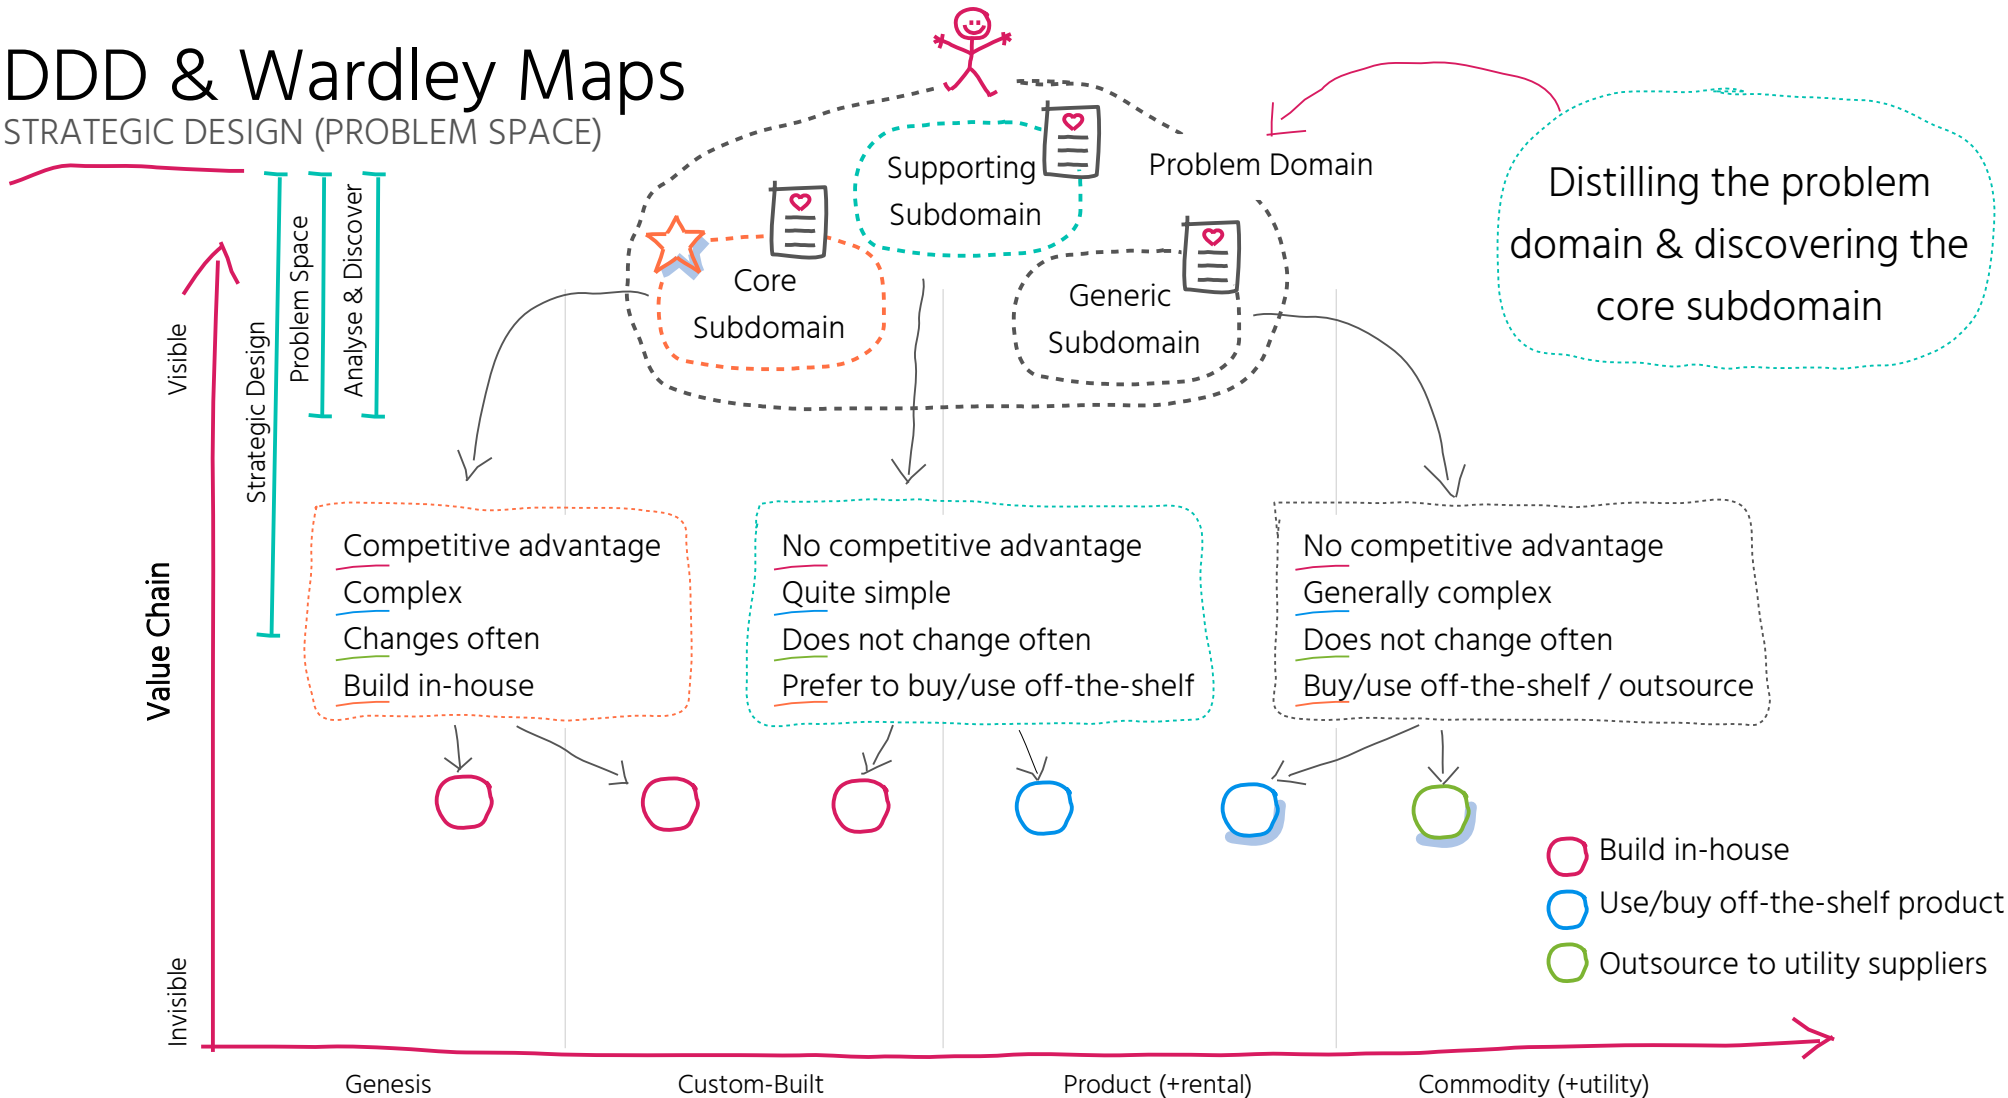 DDD & Wardley Maps
STRATEGIC DESIGN (PROBLEM SPACE)
Strategic Design
Problem Space
Analyse & Discover
Supporting
Subdomain
Core
Subdomain
Generic
Subdomain
Problem Domain
Distilling the problem
domain & discovering the
core subdomain
Visible
Value Chain
Invisible
Competitive advantage
Complex
Changes often
Build in-house
No competitive advantage
Quite simple
Does not change often
Prefer to buy/use off-the-shelf
No competitive advantage
Generally complex
Does not change often
Buy/use off-the-shelf / outsource
Build in-house
Use/buy off-the-shelf product
Outsource to utility suppliers
Genesis
Custom-Built
Product (+rental)
Commodity (+utility)